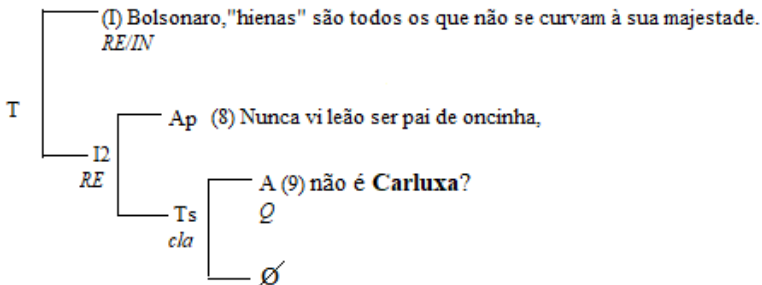 (I) Bolsonaro,"hienas" são todos os que não se curvam à sua majestade.
RE/IN
T
Ap (8) Nunca vi leão ser pai de oncinha,
I2
RE
A (9) não é Carluxa?
Q
Ts
cla
Ø